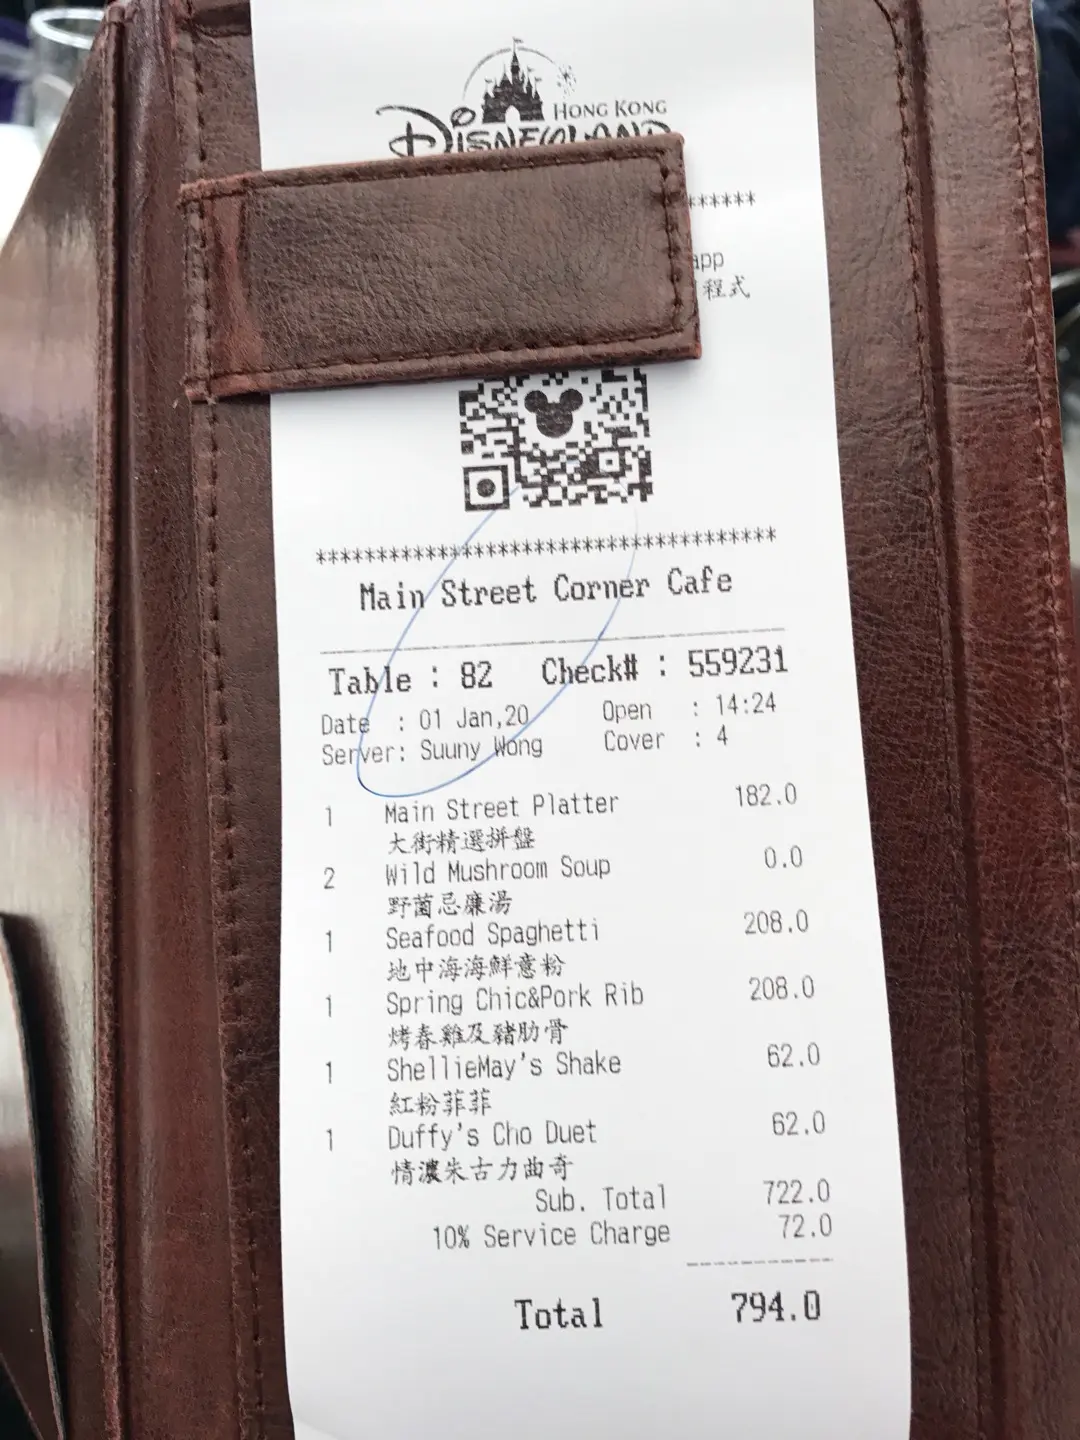 HONG KONG
DISNEYLAND
******
app
程式
**************************************
Main Street Corner Cafe
Table : 82 Check# : 559231
Date : 01 Jan,20 Open : 14:24
Server: Suuny Wong Cover : 4
1 Main Street Platter 182.0
大街精選拼盤
2 Wild Mushroom Soup 0.0
野菌忌廉湯
1 Seafood Spaghetti 208.0
地中海海鮮意粉
1 Spring Chic&Pork Rib 208.0
烤春雞及豬肋骨
1 ShellieMay's Shake 62.0
紅粉菲菲
1 Duffy's Cho Duet 62.0
情濃朱古力曲奇
Sub. Total 722.0
10% Service Charge 72.0
Total 794.0